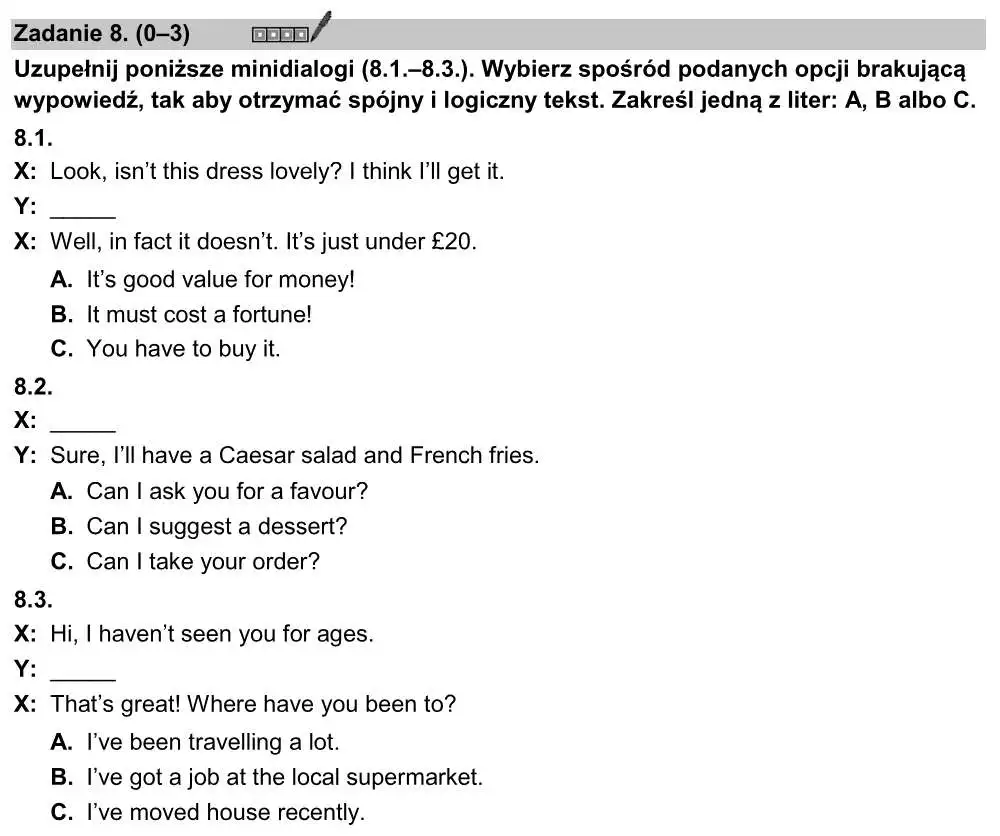 Zadanie 8. (0–3)
Uzupełnij poniższe minidialogi (8.1.–8.3.). Wybierz spośród podanych opcji brakującą
wypowiedź, tak aby otrzymać spójny i logiczny tekst. Zakreśl jedną z liter: A, B albo C.
8.1.
X: Look, isn’t this dress lovely? I think I’ll get it.
Y: _____
X: Well, in fact it doesn’t. It’s just under £20.
A. It’s good value for money!
B. It must cost a fortune!
C. You have to buy it.
8.2.
X: _____
Y: Sure, I’ll have a Caesar salad and French fries.
A. Can I ask you for a favour?
B. Can I suggest a dessert?
C. Can I take your order?
8.3.
X: Hi, I haven’t seen you for ages.
Y: _____
X: That’s great! Where have you been to?
A. I’ve been travelling a lot.
B. I’ve got a job at the local supermarket.
C. I’ve moved house recently.